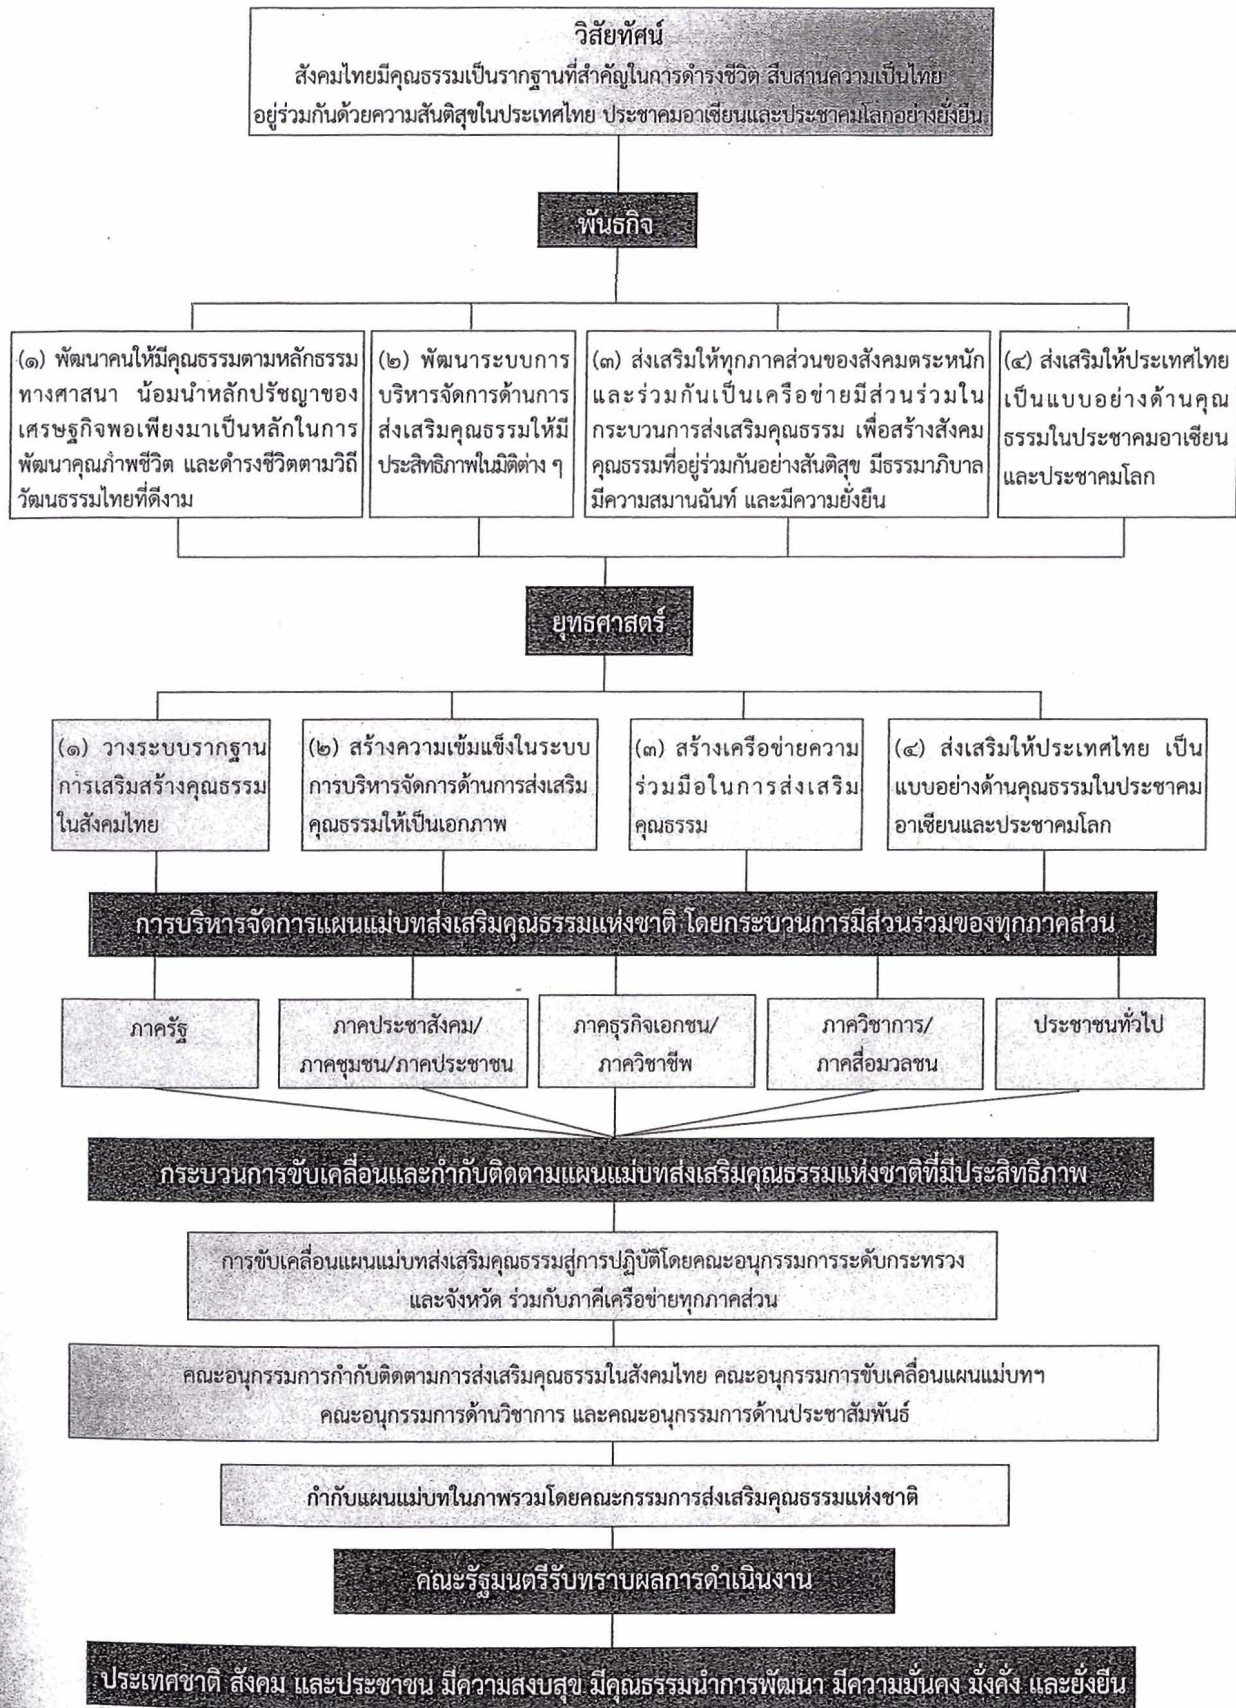 วิสัยทัศน์
สังคมไทยมีคุณธรรมเป็นรากฐานที่สำคัญในการดำรงชีวิต สืบสานความเป็นไทย
อยู่ร่วมกันด้วยความสันติสุขในประเทศไทย ประชาคมอาเซียนและประชาคมโลกอย่างยั่งยืน
พันธกิจ
(๑) พัฒนาคนให้มีคุณธรรมตามหลักธรรม
ทางศาสนา น้อมนำหลักปรัชญาของ
เศรษฐกิจพอเพียงมาเป็นหลักในการ
พัฒนาคุณภาพชีวิต และดำรงชีวิตตามวิถี
วัฒนธรรมไทยที่ดีงาม
(๒) พัฒนาระบบการ
บริหารจัดการด้านการ
ส่งเสริมคุณธรรมให้มี
ประสิทธิภาพในมิติต่าง ๆ
(๓) ส่งเสริมให้ทุกภาคส่วนของสังคมตระหนัก
และร่วมกันเป็นเครือข่ายมีส่วนร่วมใน
กระบวนการส่งเสริมคุณธรรม เพื่อสร้างสังคม
คุณธรรมที่อยู่ร่วมกันอย่างสันติสุข มีธรรมาภิบาล
มีความสมานฉันท์ และมีความยั่งยืน
(๔) ส่งเสริมให้ประเทศไทย
เป็นแบบอย่างด้านคุณ
ธรรมในประชาคมอาเซียน
และประชาคมโลก
ยุทธศาสตร์
(๑) วางระบบรากฐาน
การเสริมสร้างคุณธรรม
ในสังคมไทย
(๒) สร้างความเข้มแข็งในระบบ
การบริหารจัดการด้านการส่งเสริม
คุณธรรมให้เป็นเอกภาพ
(๓) สร้างเครือข่ายความ
ร่วมมือในการส่งเสริม
คุณธรรม
(๔) ส่งเสริมให้ประเทศไทย เป็น
แบบอย่างด้านคุณธรรมในประชาคม
อาเซียนและประชาคมโลก
การบริหารจัดการแผนแม่บทส่งเสริมคุณธรรมแห่งชาติ โดยกระบวนการมีส่วนร่วมของทุกภาคส่วน
ภาครัฐ
ภาคประชาสังคม/
ภาคชุมชน/ภาคประชาชน
ภาคธุรกิจเอกชน/
ภาควิชาชีพ
ภาควิชาการ/
ภาคสื่อมวลชน
ประชาชนทั่วไป
กระบวนการขับเคลื่อนและกำกับติดตามแผนแม่บทส่งเสริมคุณธรรมแห่งชาติที่มีประสิทธิภาพ
การขับเคลื่อนแผนแม่บทส่งเสริมคุณธรรมสู่การปฏิบัติโดยคณะอนุกรรมการระดับกระทรวง
และจังหวัด ร่วมกับภาคีเครือข่ายทุกภาคส่วน
คณะอนุกรรมการกำกับติดตามการส่งเสริมคุณธรรมในสังคมไทย คณะอนุกรรมการขับเคลื่อนแผนแม่บทฯ
คณะอนุกรรมการด้านวิชาการ และคณะอนุกรรมการด้านประชาสัมพันธ์
กำกับแผนแม่บทในภาพรวมโดยคณะกรรมการส่งเสริมคุณธรรมแห่งชาติ
คณะรัฐมนตรีรับทราบผลการดำเนินงาน
ประเทศชาติ สังคม และประชาชน มีความสงบสุข มีคุณธรรมนำการพัฒนา มีความมั่นคง มั่งคั่ง และยั่งยืน